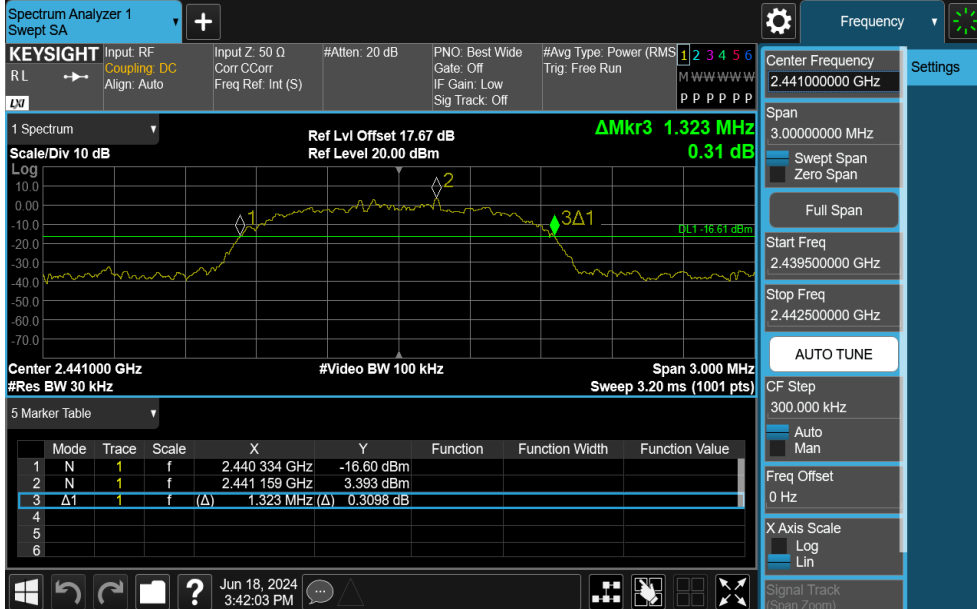 Spectrum Analyzer 1
Swept SA
+
Frequency
KEYSIGHT
RL
LXI
Input: RF
Coupling: DC
Align: Auto
Input Z: 50 Ω
Corr CCorr
Freq Ref: Int (S)
#Atten: 20 dB
PNO: Best Wide
Gate: Off
IF Gain: Low
Sig Track: Off
#Avg Type: Power (RMS
Trig: Free Run
1 2 3 4 5 6
M W W W W W
P P P P P P
1 Spectrum
Scale/Div 10 dB
Ref Lvl Offset 17.67 dB
Ref Level 20.00 dBm
ΔMkr3 1.323 MHz
0.31 dB
Log
10.0
0.00
-10.0
-20.0
-30.0
-40.0
-50.0
-60.0
-70.0
1
2
3Δ1
DL1 -16.61 dBm
Center 2.441000 GHz
#Res BW 30 kHz
#Video BW 100 kHz
Span 3.000 MHz
Sweep 3.20 ms (1001 pts)
5 Marker Table
Mode Trace Scale X Y Function Function Width Function Value
1 N 1 f 2.440 334 GHz -16.60 dBm
2 N 1 f 2.441 159 GHz 3.393 dBm
3 Δ1 1 f (Δ) 1.323 MHz (Δ) 0.3098 dB
4
5
6
?
Jun 18, 2024
3:42:03 PM
Center Frequency
2.441000000 GHz
Settings
Span
3.00000000 MHz
Swept Span
Zero Span
Full Span
Start Freq
2.439500000 GHz
Stop Freq
2.442500000 GHz
AUTO TUNE
CF Step
300.000 kHz
Auto
Man
Freq Offset
0 Hz
X Axis Scale
Log
Lin
Signal Track
(Span Zoom)